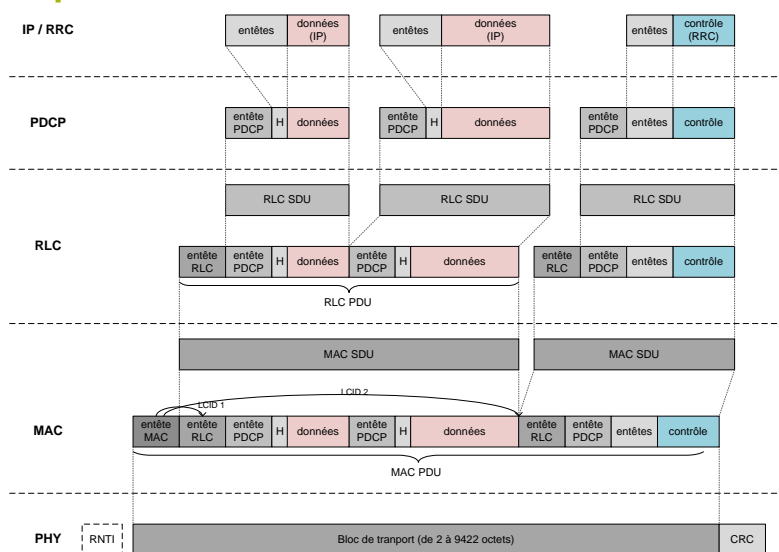 IP / RRC
entêtes
données
(IP)
entêtes
données
(IP)
entêtes
contrôle
(RRC)
PDCP
entête
PDCP
H
données
entête
PDCP
H
données
entête
PDCP
entêtes
contrôle
RLC SDU
RLC SDU
RLC SDU
RLC
entête
RLC
entête
PDCP
H
données
entête
PDCP
H
données
entête
RLC
entête
PDCP
entêtes
contrôle
RLC PDU
MAC SDU
MAC SDU
LCID 2
LCID 1
MAC
entête
MAC
entête
RLC
entête
PDCP
H
données
entête
PDCP
H
données
entête
RLC
entête
PDCP
entêtes
contrôle
MAC PDU
PHY
RNTI
Bloc de tranport (de 2 à 9422 octets)
CRC